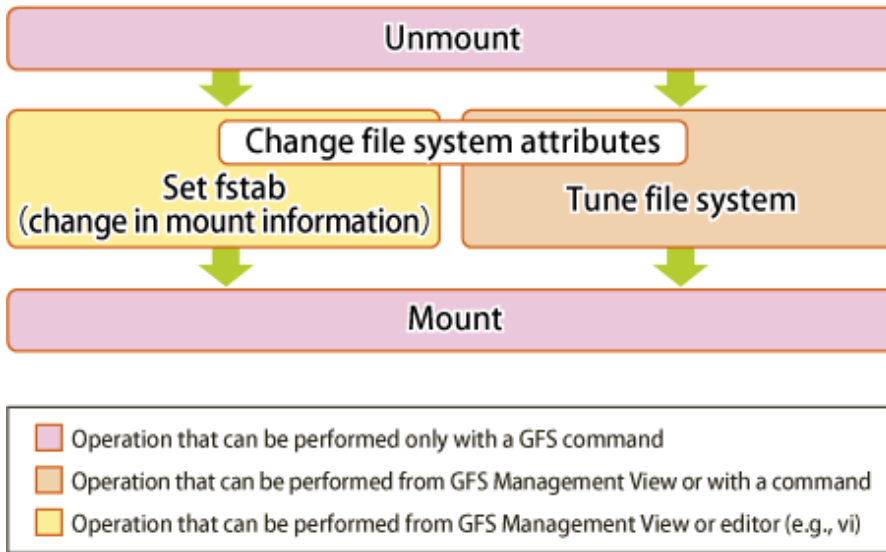 Unmount
Change file system attributes
Set fstab
(change in mount information)
Tune file system
Mount
Operation that can be performed only with a GFS command
Operation that can be performed from GFS Management View or with a command
Operation that can be performed from GFS Management View or editor (e.g., vi)